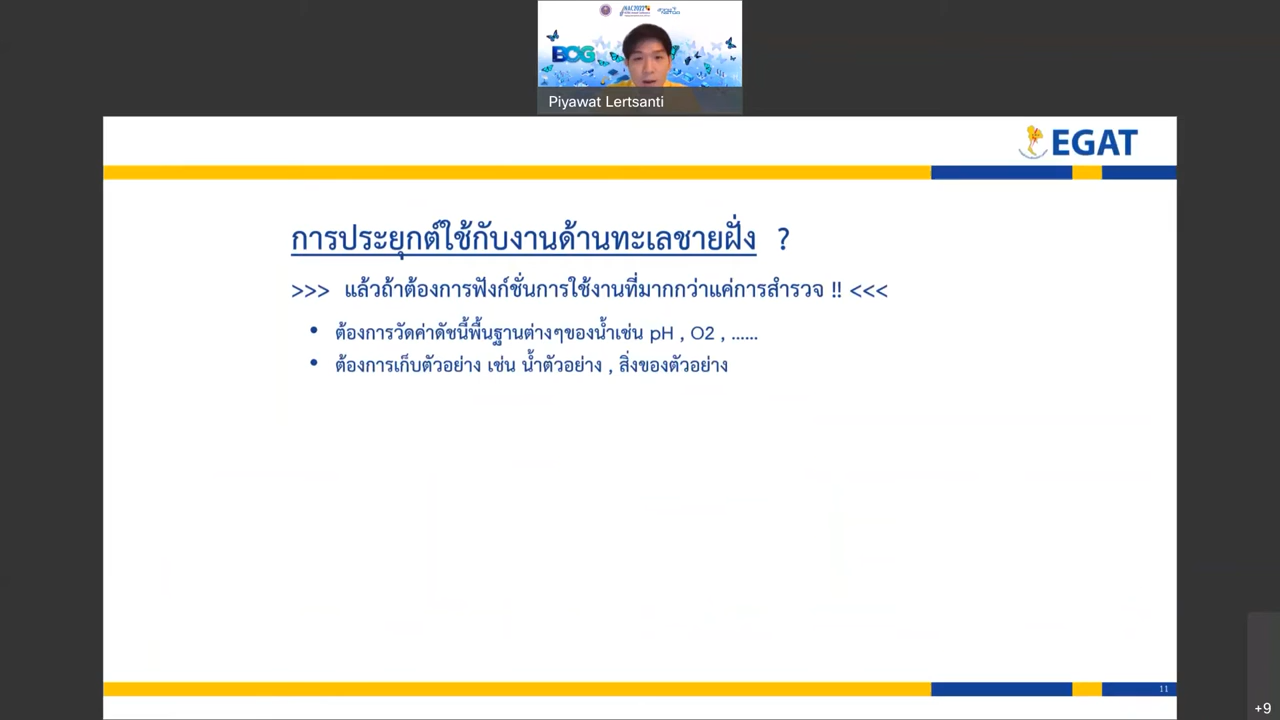 NAC2022
BCG
Piyawat Lertsanti
EGAT
การประยุกต์ใช้กับงานด้านทะเลชายฝั่ง ?
>>> แล้วถ้าต้องการฟังก์ชั่นการใช้งานที่มากกว่าแค่การสำรวจ !! <<<
• ต้องการวัดค่าดัชนี้พื้นฐานต่างๆของน้ำเช่น pH , O2 , ......
• ต้องการเก็บตัวอย่าง เช่น น้ำตัวอย่าง , สิ่งของตัวอย่าง
11
+9